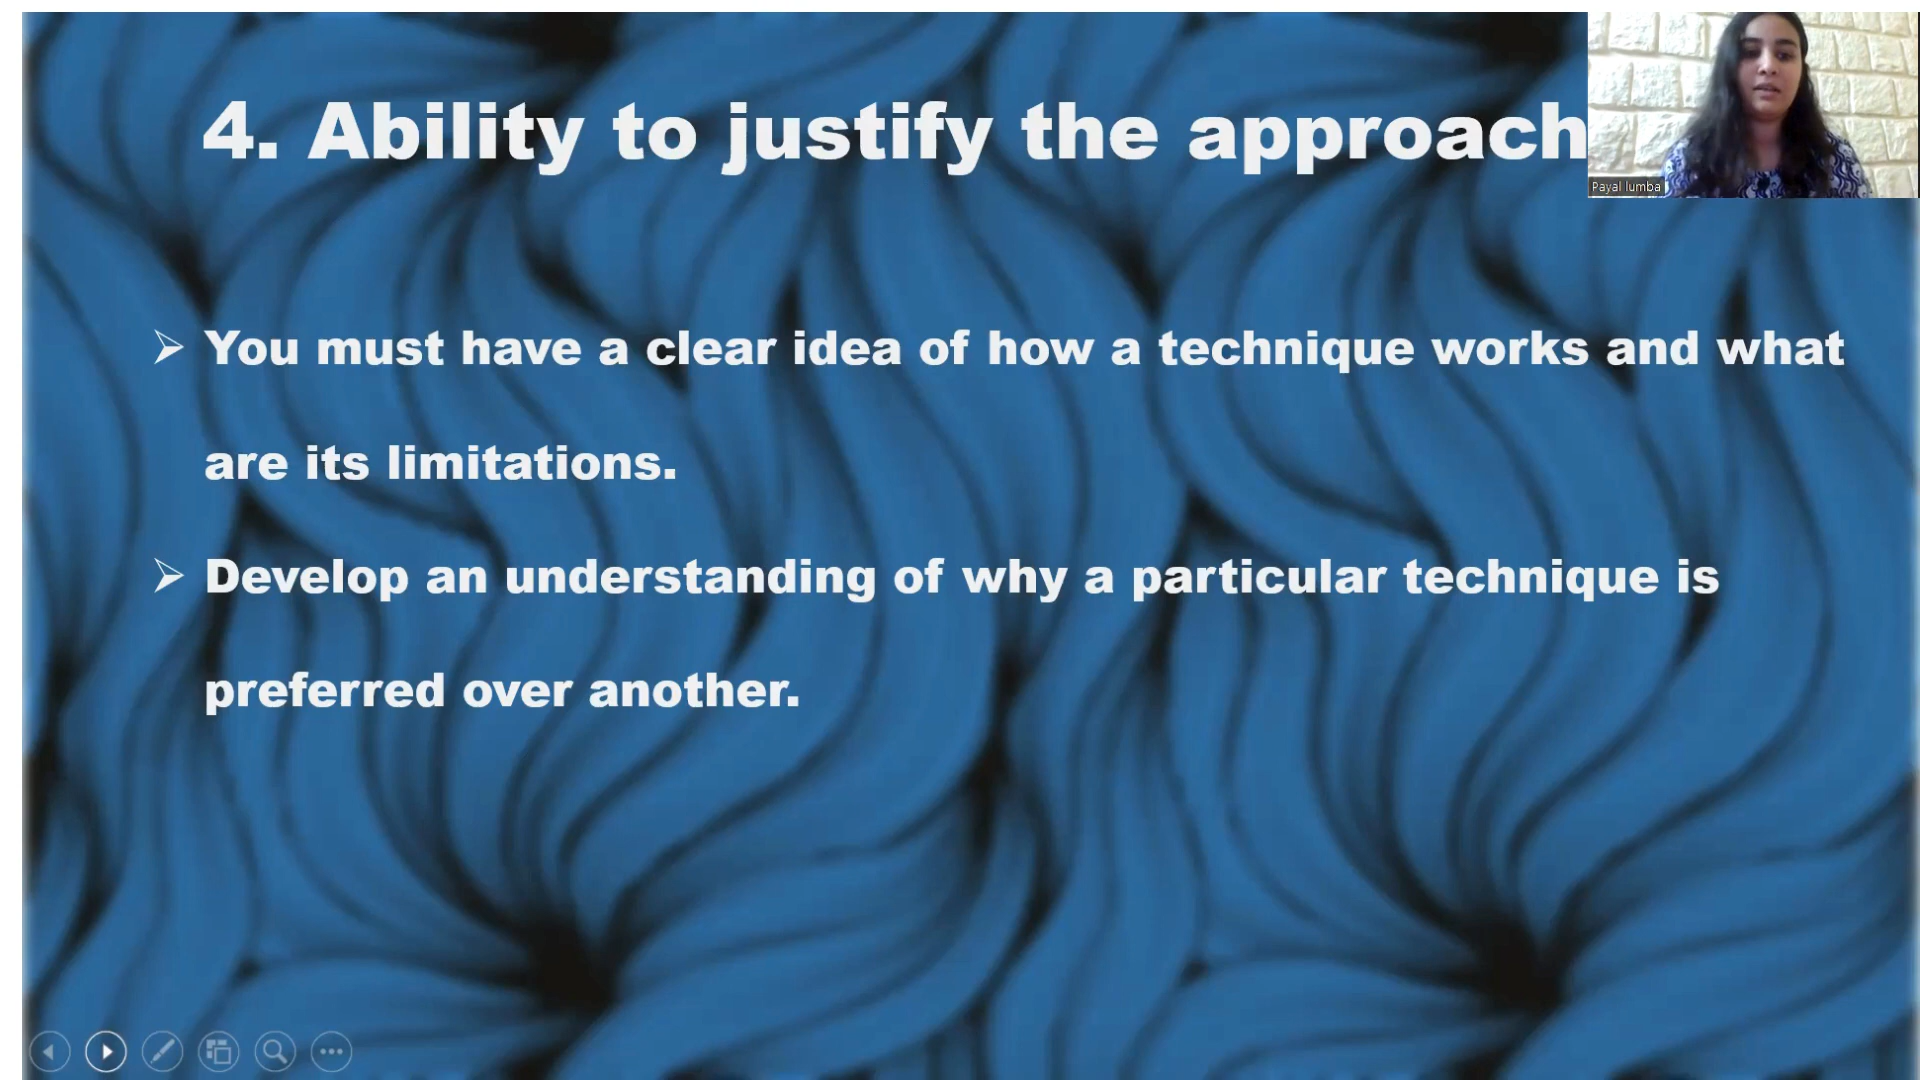 4. Ability to justify the approach
Payal lumba
➢ You must have a clear idea of how a technique works and what
are its limitations.
➢ Develop an understanding of why a particular technique is
preferred over another.